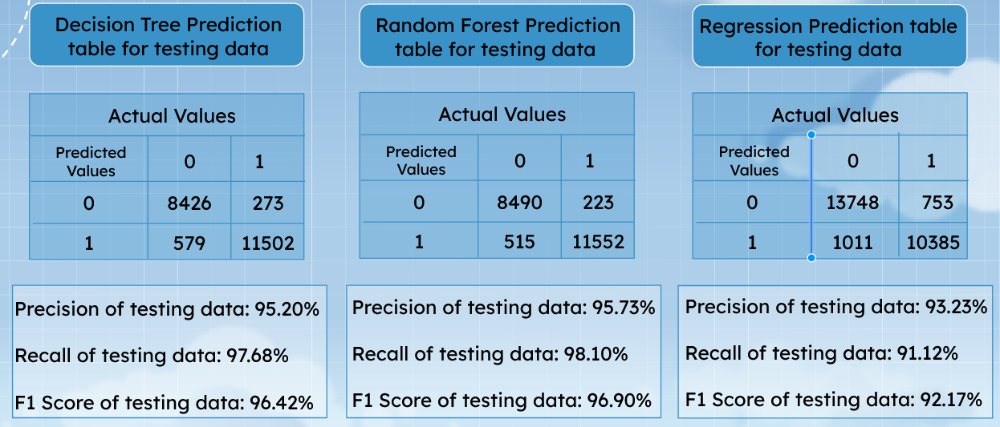 Decision Tree Prediction
table for testing data
Actual Values
Predicted
Values
0 1
0 8426 273
1 579 11502
Precision of testing data: 95.20%
Recall of testing data: 97.68%
F1 Score of testing data: 96.42%
Random Forest Prediction
table for testing data
Actual Values
Predicted
Values
0 1
0 8490 223
1 515 11552
Precision of testing data: 95.73%
Recall of testing data: 98.10%
F1 Score of testing data: 96.90%
Regression Prediction table
for testing data
Actual Values
Predicted
Values
0 1
0 13748 753
1 1011 10385
Precision of testing data: 93.23%
Recall of testing data: 91.12%
F1 Score of testing data: 92.17%